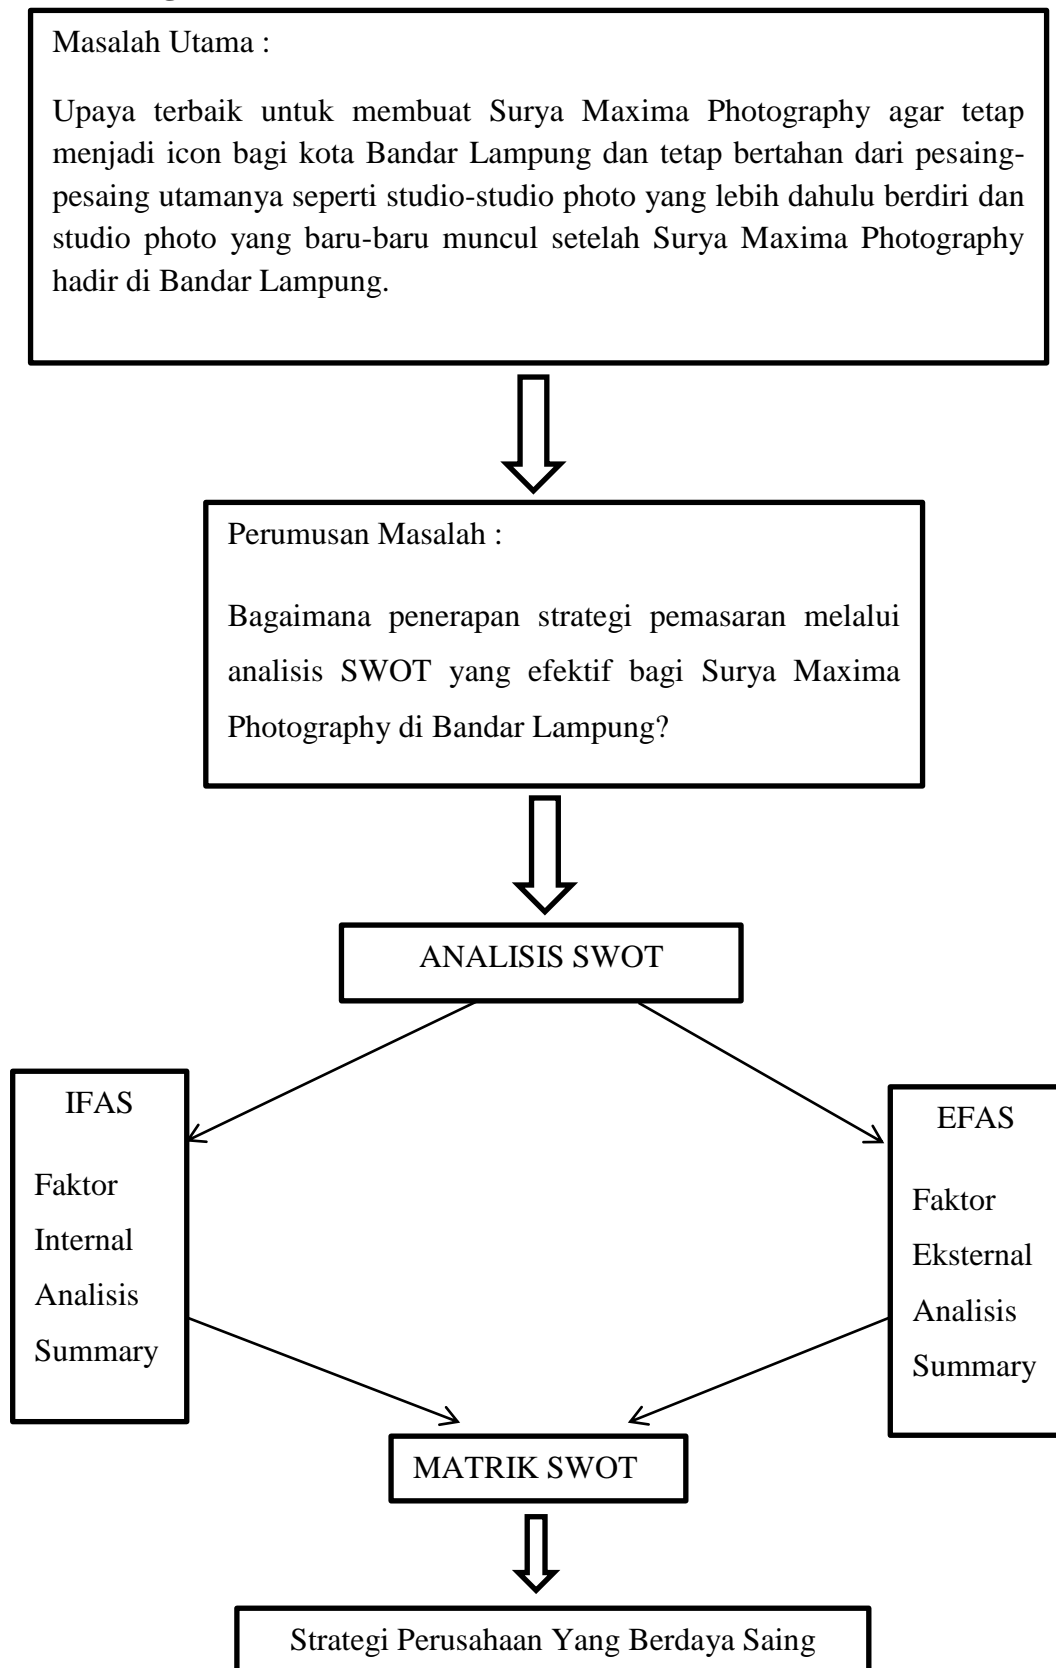 Masalah Utama :
Upaya terbaik untuk membuat Surya Maxima Photography agar tetap
menjadi icon bagi kota Bandar Lampung dan tetap bertahan dari pesaing-
pesaing utamanya seperti studio-studio photo yang lebih dahulu berdiri dan
studio photo yang baru-baru muncul setelah Surya Maxima Photography
hadir di Bandar Lampung.
Perumusan Masalah :
Bagaimana penerapan strategi pemasaran melalui
analisis SWOT yang efektif bagi Surya Maxima
Photography di Bandar Lampung?
ANALISIS SWOT
IFAS
Faktor
Internal
Analisis
Summary
EFAS
Faktor
Eksternal
Analisis
Summary
MATRIK SWOT
Strategi Perusahaan Yang Berdaya Saing